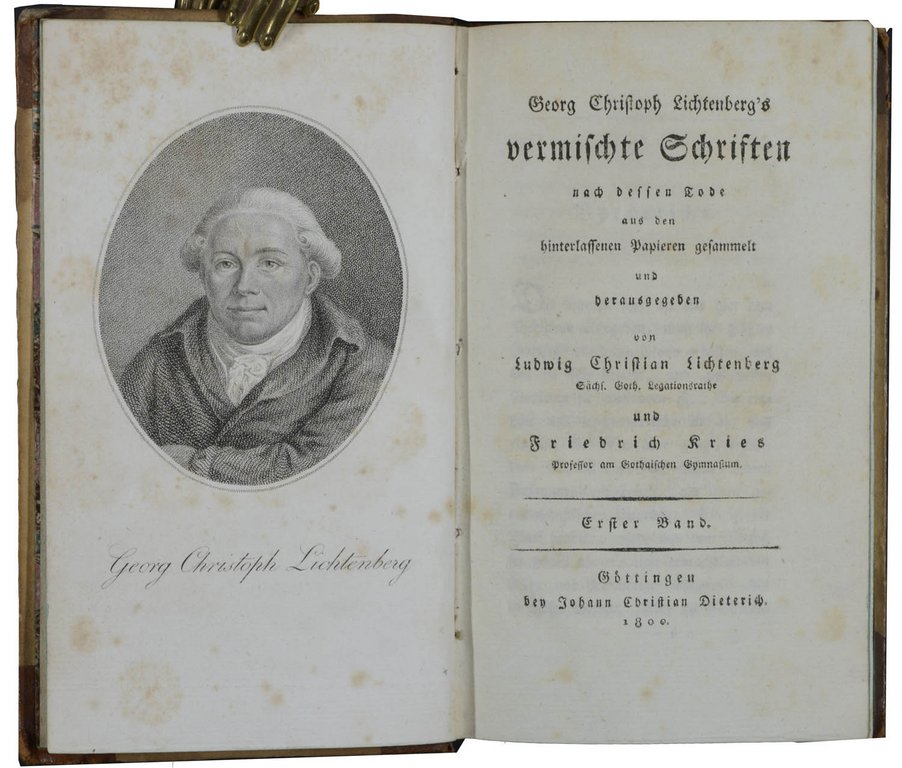 Georg Christoph Lichtenberg
Georg Christoph Lichtenberg's
vermischte Schriften
nach dessen Tode
aus den
hinterlassenen Papieren gesammelt
und
herausgegeben
von
Ludwig Christian Lichtenberg
Sächs. Goth. Legationsrathe
und
Friedrich Kries
Professor am Gothaischen Gymnasium.
Erster Band.
Göttingen
bey Johann Christian Dieterich.
1800.